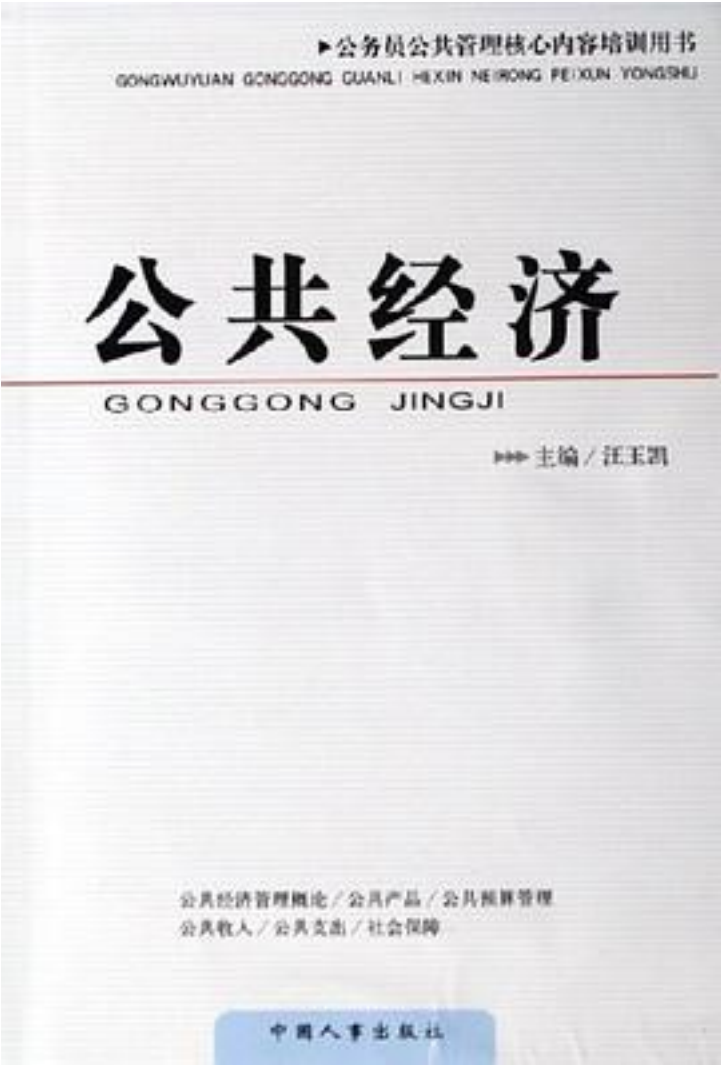 ▶公务员公共管理核心内容培训用书
GONGWUYUAN GONGGONG GUANLI HEXIN NEIRONG PEIXUN YONGSHU
公共经济
GONGGONG JINGJI
主编/汪玉凯
公共经济管理概论/公共产品/公共预算管理
公共收入/公共支出/社会保障
中国人事出版社